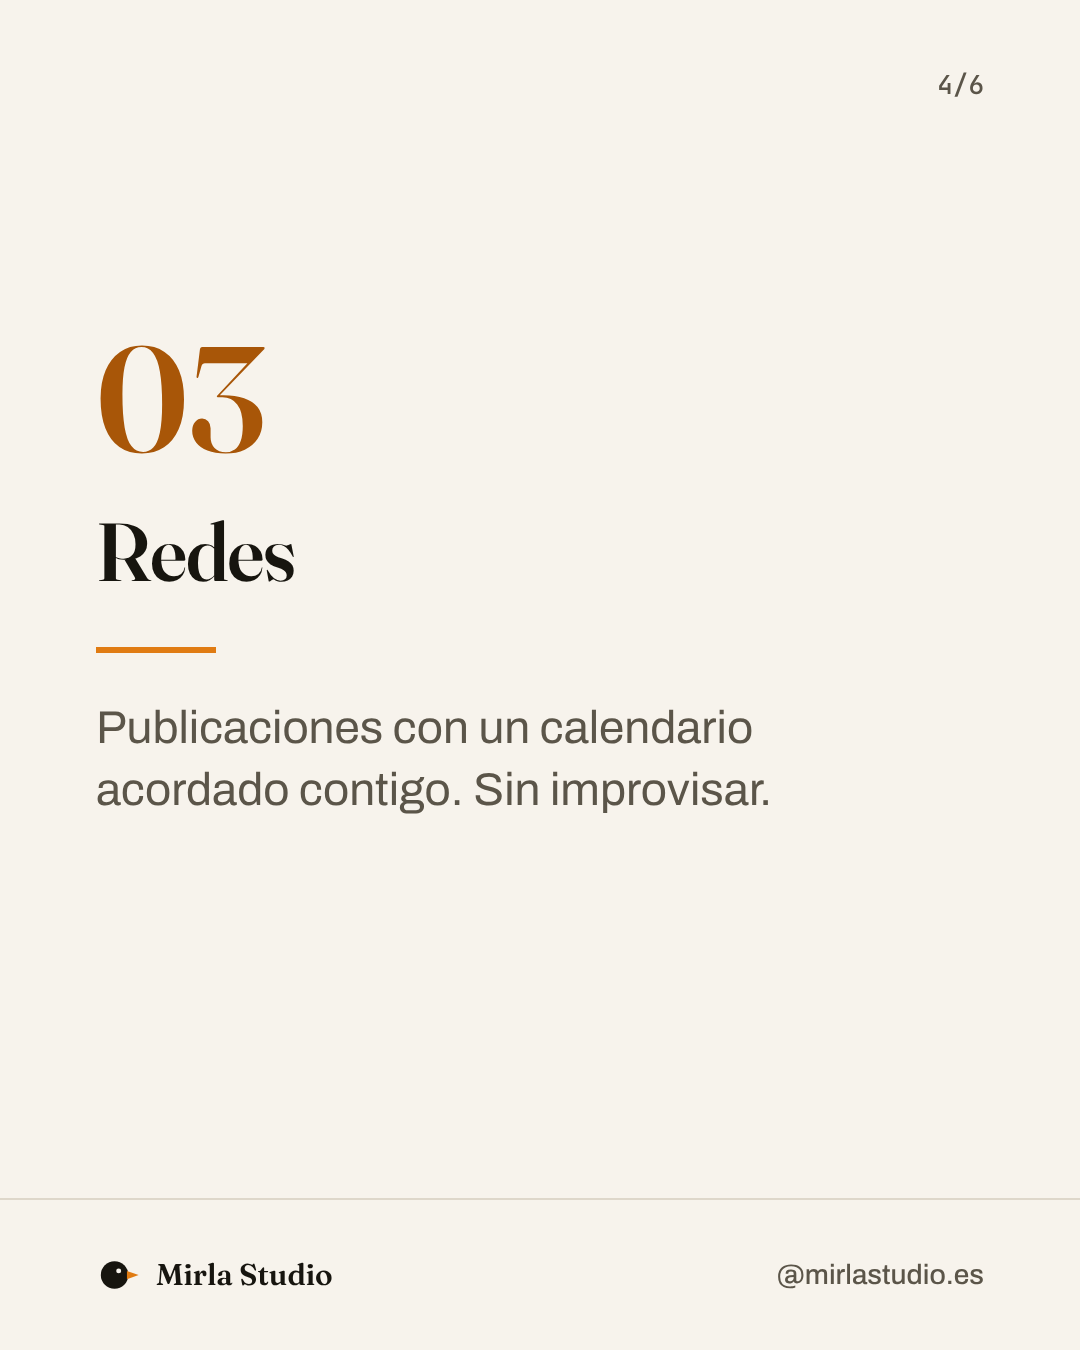 4/6
03
Redes
Publicaciones con un calendario
acordado contigo. Sin improvisar.
Mirla Studio
@mirlastudio.es